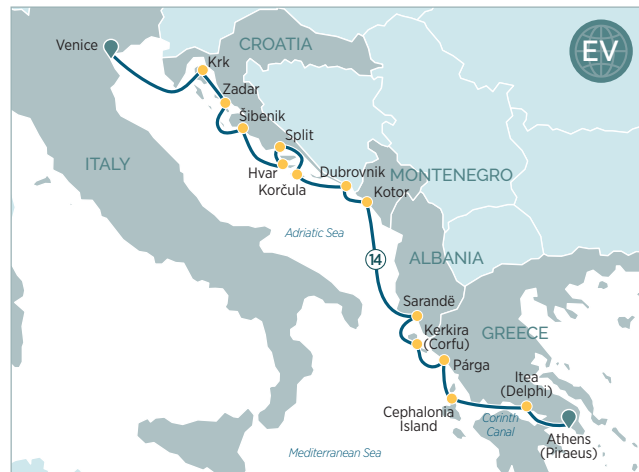 EV
CROATIA
Venice
Krk
Zadar
Šibenik
Split
ITALY
Hvar
Korčula
Dubrovnik
MONTENEGRO
Kotor
Adriatic Sea
14
ALBANIA
Sarandë
Kerkira
(Corfu)
GREECE
Párga
Itea
(Delphi)
Cephalonia
Island
Corinth
Canal
Athens
(Piraeus)
Mediterranean Sea